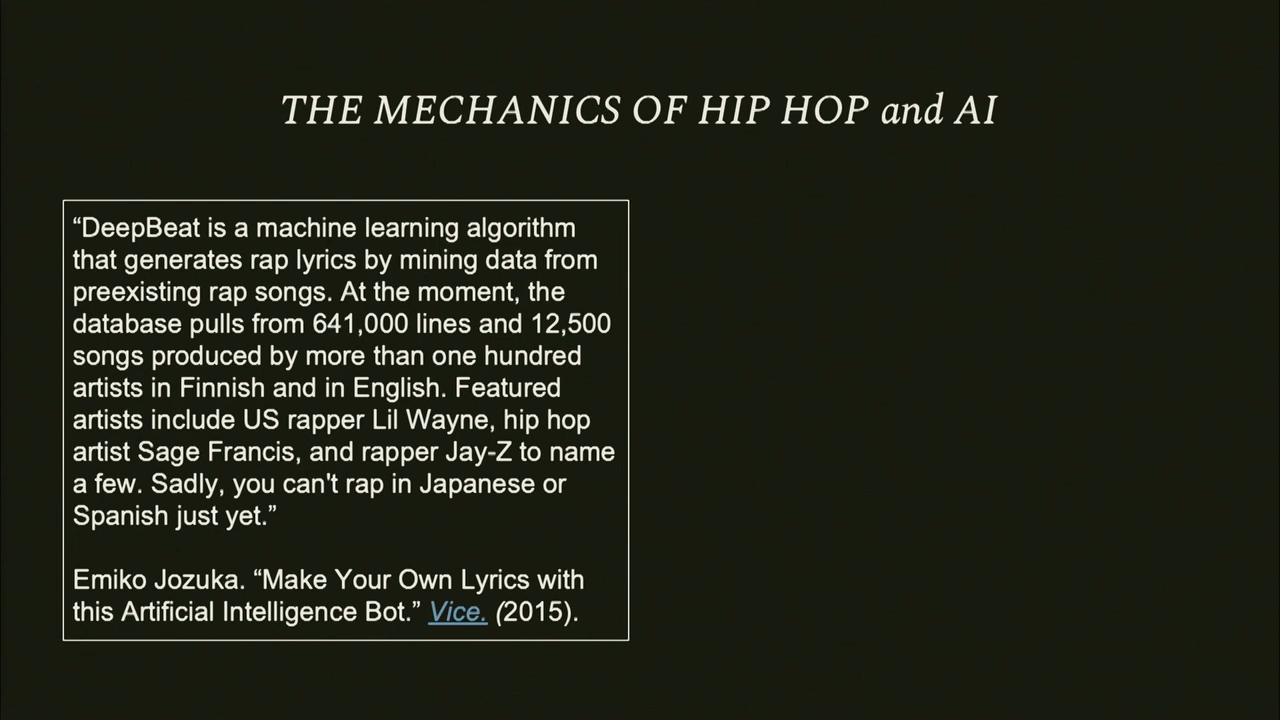 THE MECHANICS OF HIP HOP and AI
“DeepBeat is a machine learning algorithm
that generates rap lyrics by mining data from
preexisting rap songs. At the moment, the
database pulls from 641,000 lines and 12,500
songs produced by more than one hundred
artists in Finnish and in English. Featured
artists include US rapper Lil Wayne, hip hop
artist Sage Francis, and rapper Jay-Z to name
a few. Sadly, you can't rap in Japanese or
Spanish just yet.”
Emiko Jozuka. “Make Your Own Lyrics with
this Artificial Intelligence Bot.” Vice. (2015).